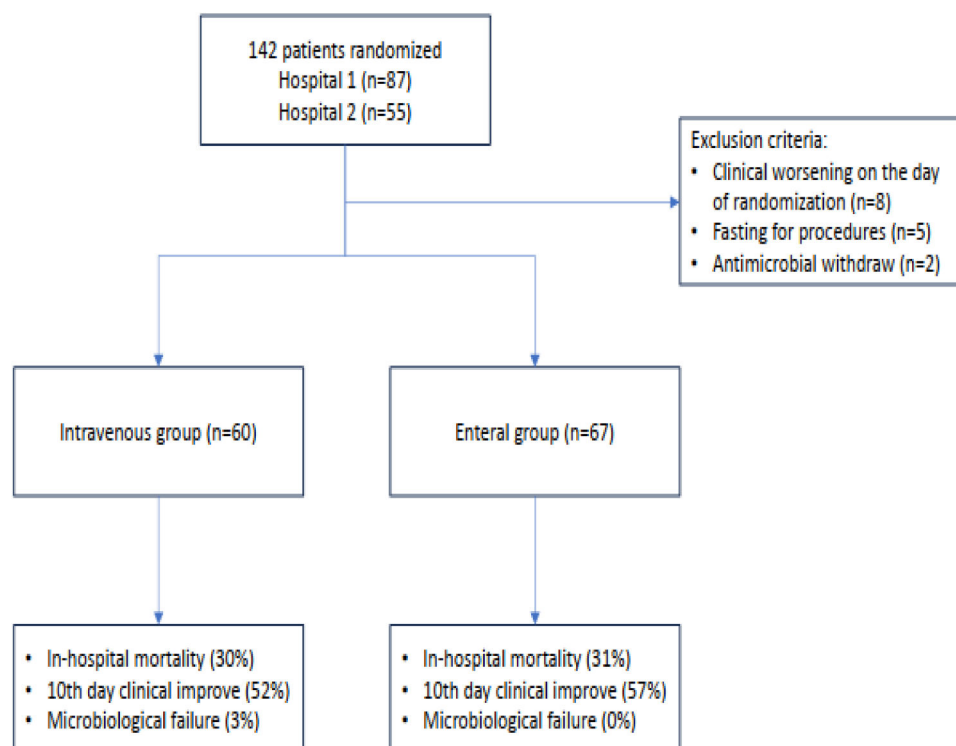 142 patients randomized
Hospital 1 (n=87)
Hospital 2 (n=55)
Exclusion criteria:
• Clinical worsening on the day
of randomization (n=8)
• Fasting for procedures (n=5)
• Antimicrobial withdraw (n=2)
Intravenous group (n=60)
Enteral group (n=67)
• In-hospital mortality (30%)
• 10th day clinical improve (52%)
• Microbiological failure (3%)
• In-hospital mortality (31%)
• 10th day clinical improve (57%)
• Microbiological failure (0%)